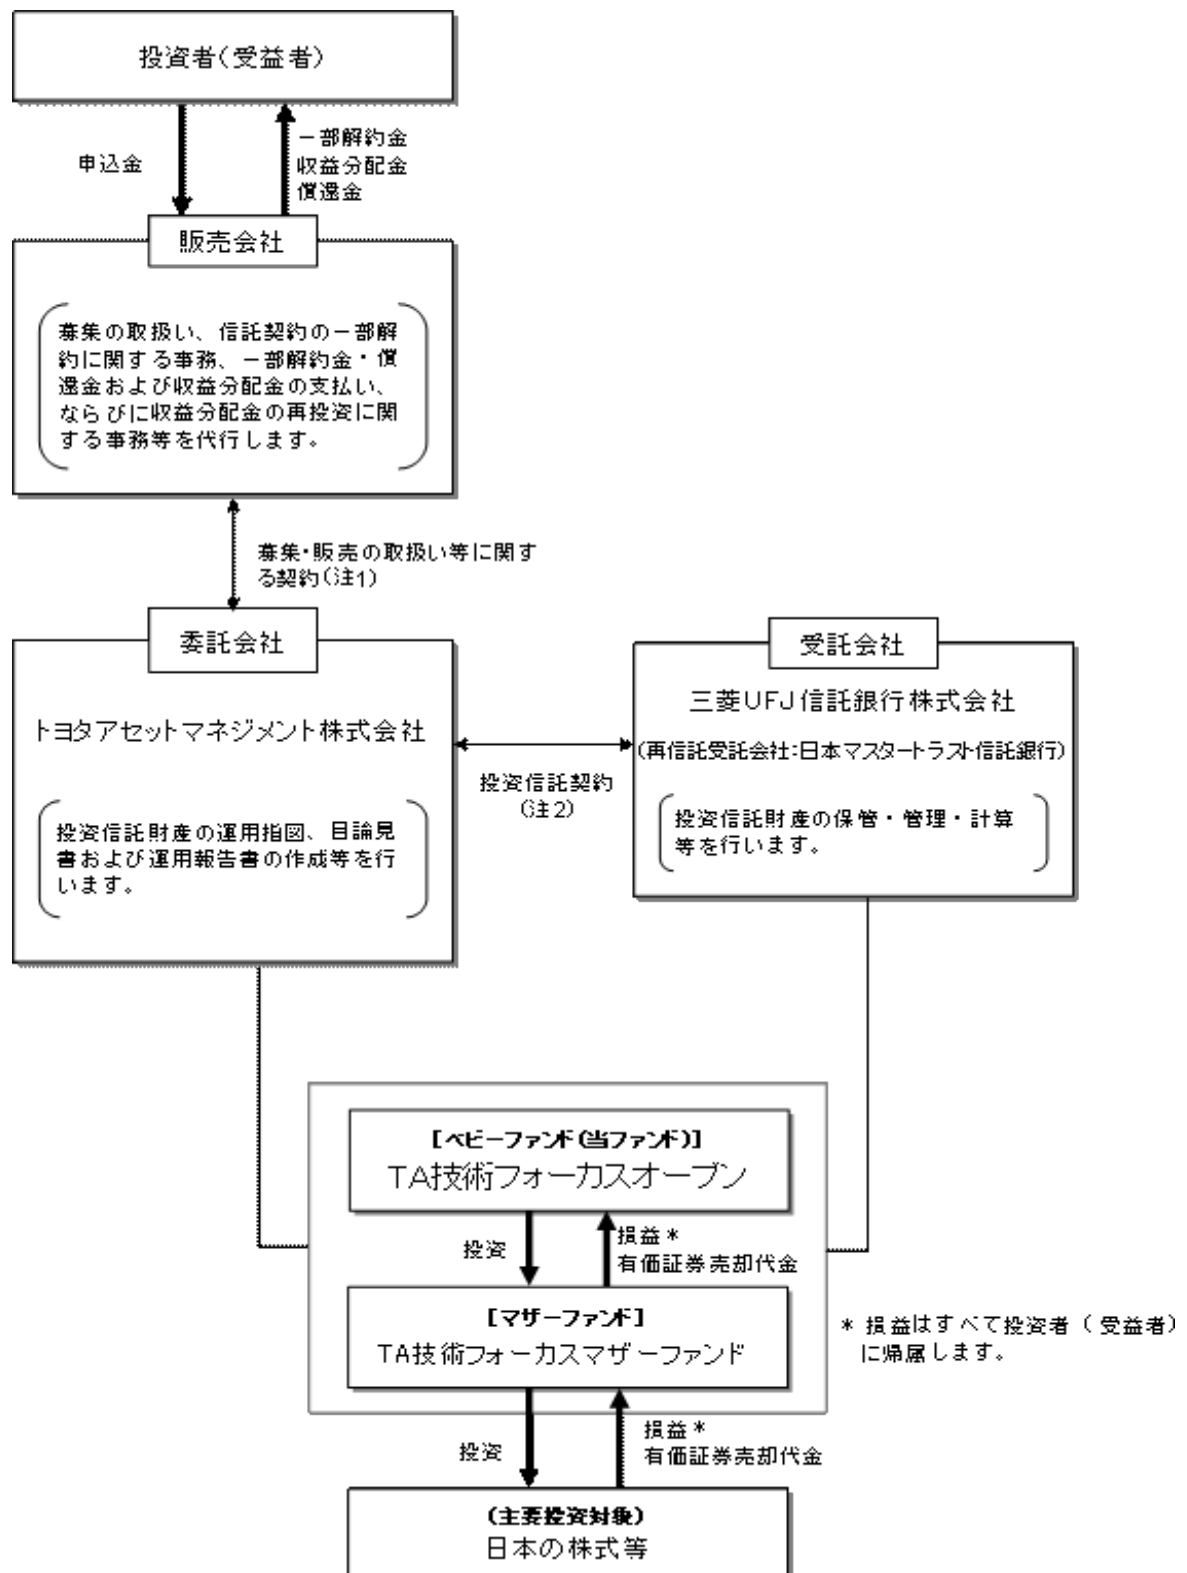 投資者(受益者)
申込金
一部解約金
収益分配金
償還金
販売会社
募集の取扱い、信託契約の一部解
約に関する事務、一部解約金・償
還金および収益分配金の支払い、
ならびに収益分配金の再投資に関
する事務等を代行します。
募集・販売の取扱い等に関す
る契約(注1)
委託会社
トヨタアセットマネジメント株式会社
投資信託財産の運用指図、目論見
書および運用報告書の作成等を行
います。
投資信託契約
(注2)
受託会社
三菱UFJ信託銀行株式会社
(再信託受託会社:日本マスタートラスト信託銀行)
投資信託財産の保管・管理・計算
等を行います。
[ベビーファンド(当ファンド)]
TA技術フォーカスオープン
投資
損益*
有価証券売却代金
[マザーファンド]
TA技術フォーカスマザーファンド
* 損益はすべて投資者(受益者)
に帰属します。
投資
損益*
有価証券売却代金
(主要投資対象)
日本の株式等